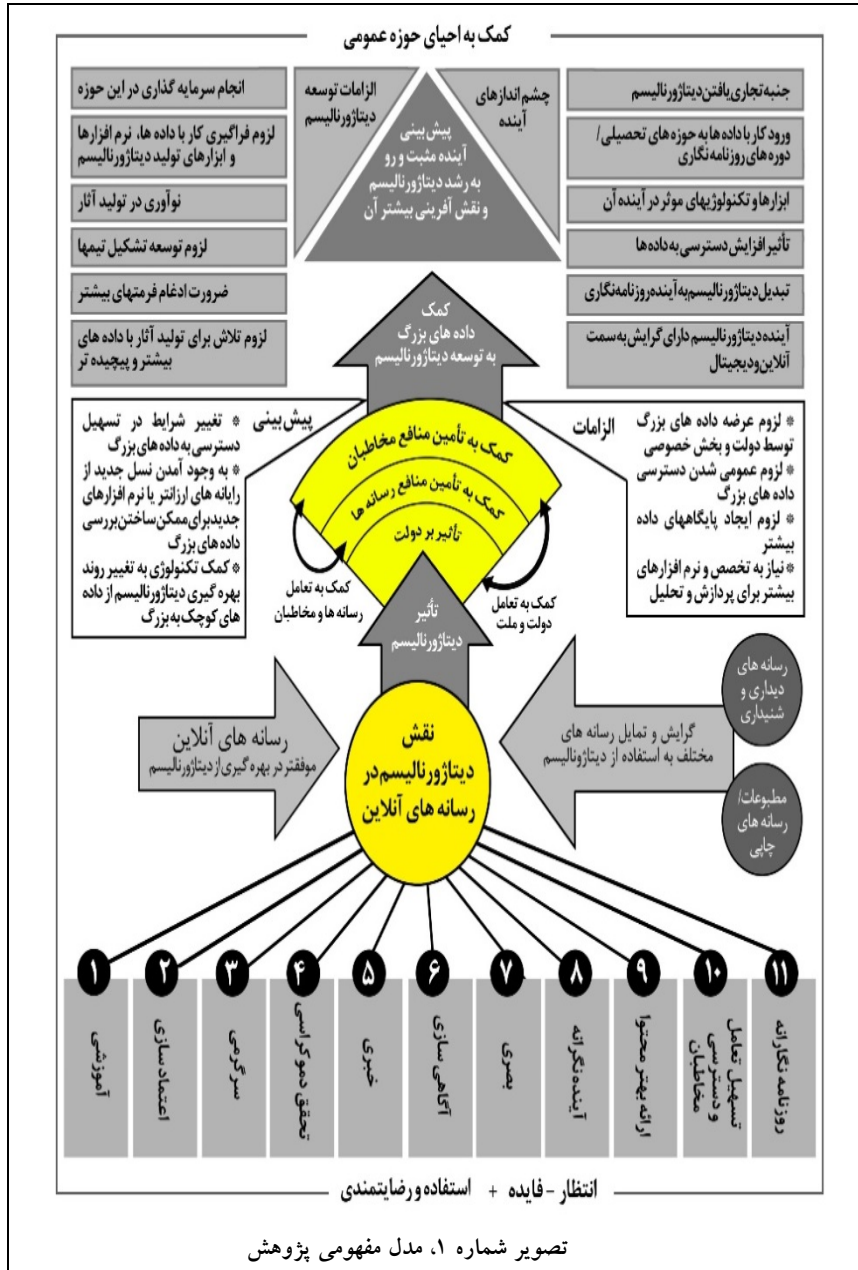 کمک به احیای حوزه عمومی
جنبه تجاری یافتن دیتاژورنالیسم
ورود کار با داده ها به حوزه های تحصیلی/
دوره های روزنامه نگاری
ابزارها و تکنولوژیهای موثر در آینده آن
تأثیر افزایش دسترسی به داده ها
تبدیل دیتاژورنالیسم به آینده روزنامه نگاری
آینده دیتاژورنالیسم دارای گرایش به سمت
آنلاین و دیجیتال
چشم اندازهای
آینده
پیش بینی
آینده مثبت و رو
به رشد دیتاژورنالیسم
و نقش آفرینی بیشتر آن
الزامات توسعه
دیتاژورنالیسم
انجام سرمایه گذاری در این حوزه
لزوم فراگیری کار با داده ها، نرم افزارها
و ابزارهای تولید دیتاژورنالیسم
نوآوری در تولید آثار
لزوم توسعه تشکیل تیمها
ضرورت ادغام فرمتهای بیشتر
لزوم تلاش برای تولید آثار با داده های
بیشتر و پیچیده تر
کمک
داده های بزرگ
به توسعه دیتاژورنالیسم
الزامات
* لزوم عرضه داده های بزرگ
توسط دولت و بخش خصوصی
* لزوم عمومی شدن دسترسی
داده های بزرگ
* لزوم ایجاد پایگاههای داده
بیشتر
* نیاز به تخصص و نرم افزارهای
بیشتر برای پردازش و تحلیل
پیش بینی
* تغییر شرایط در تسهیل
دسترسی به داده های بزرگ
* به وجود آمدن نسل جدید از
رایانه های ارزانتر یا نرم افزارهای
جدید برای ممکن ساختن بررسی
داده های بزرگ
* کمک تکنولوژی به تغییر روند
بهره گیری دیتاژورنالیسم از داده
های کوچک به بزرگ
کمک به تأمین منافع مخاطبان
کمک به تأمین منافع رسانه ها
تأثیر بر دولت
کمک به تعامل
دولت و ملت
کمک به تعامل
رسانه ها و مخاطبان
تأثیر
دیتاژورنالیسم
رسانه های
دیداری و
شنیداری
گرایش و تمایل رسانه های
مختلف به استفاده از دیتاژونالیسم
مطبوعات/
رسانه های
چاپی
نقش
دیتاژورنالیسم در
رسانه های آنلاین
رسانه های آنلاین
موفقتر در بهره گیری از دیتاژورنالیسم
۱ آموزشی
۲ اعتماد سازی
۳ سرگرمی
۴ تحقق دموکراسی
۵ خبری
۶ آگاهی سازی
۷ بصری
۸ آینده نگرانه
۹ ارائه بهتر محتوا
۱۰ تسهیل تعامل
و دسترسی
مخاطبان
۱۱ روزنامه نگارانه
انتظار - فایده + استفاده و رضایتمندی
تصویر شماره ۱، مدل مفهومی پژوهش